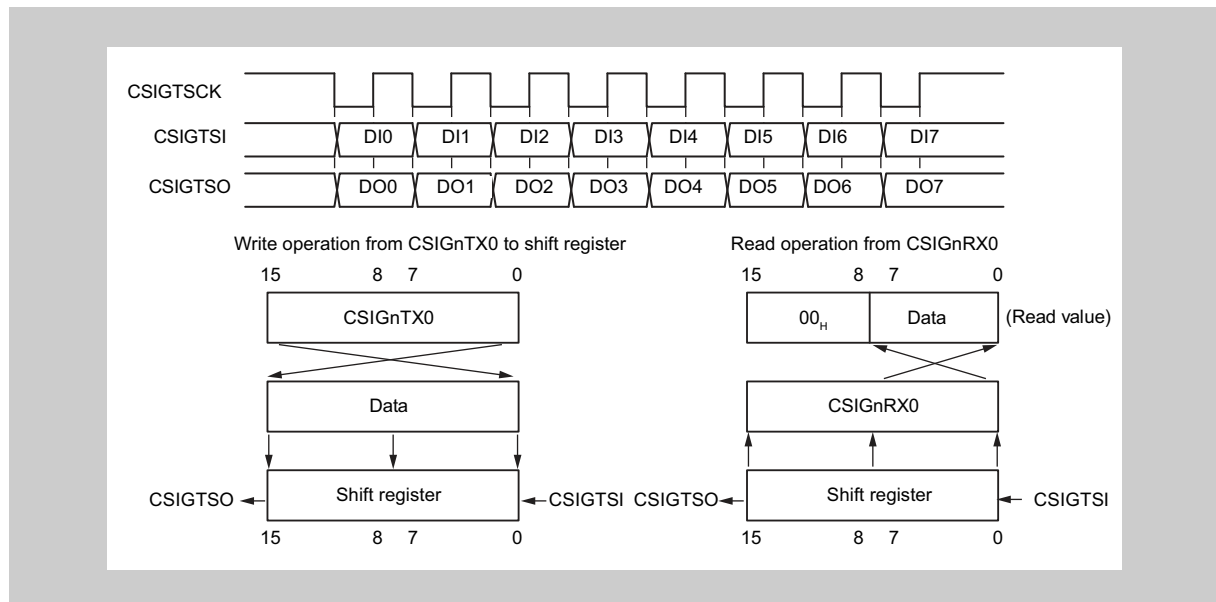 CSIGTSCK
CSIGTSI DI0 DI1 DI2 DI3 DI4 DI5 DI6 DI7
CSIGTSO DO0 DO1 DO2 DO3 DO4 DO5 DO6 DO7
Write operation from CSIGnTX0 to shift register Read operation from CSIGnRX0
15 8 7 0 15 8 7 0
CSIGnTX0 00H Data (Read value)
Data CSIGnRX0
CSIGTSO Shift register CSIGTSI CSIGTSO Shift register CSIGTSI
15 8 7 0 15 8 7 0